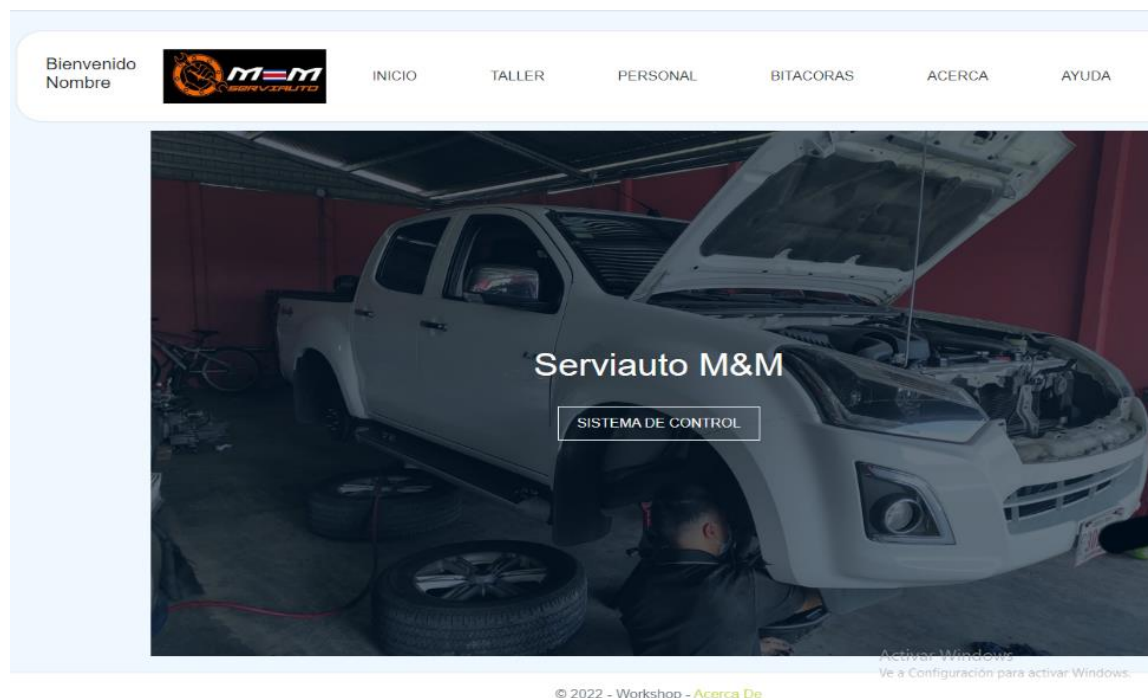 Bienvenido
Nombre
M=M
SERVIAUTO
INICIO
TALLER
PERSONAL
BITACORAS
ACERCA
AYUDA
Serviauto M&M
SISTEMA DE CONTROL
Activar Windows
Ve a Configuración para activar Windows.
© 2022 - Workshop - Acerca De